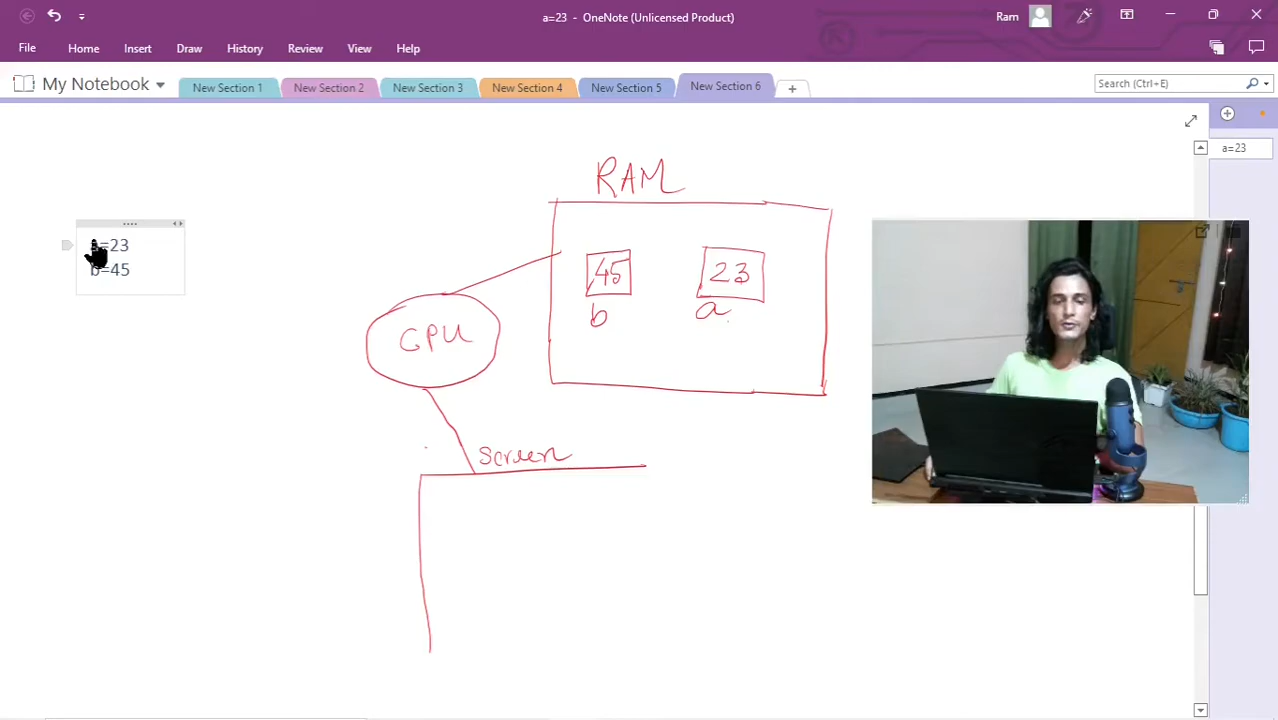 a=23 - OneNote (Unlicensed Product)
Ram
File Home Insert Draw History Review View Help
My Notebook
New Section 1 New Section 2 New Section 3 New Section 4 New Section 5 New Section 6
Search (Ctrl+E)
a=23
RAM
a=23
b=45
45 23
b a
CPU
Screen